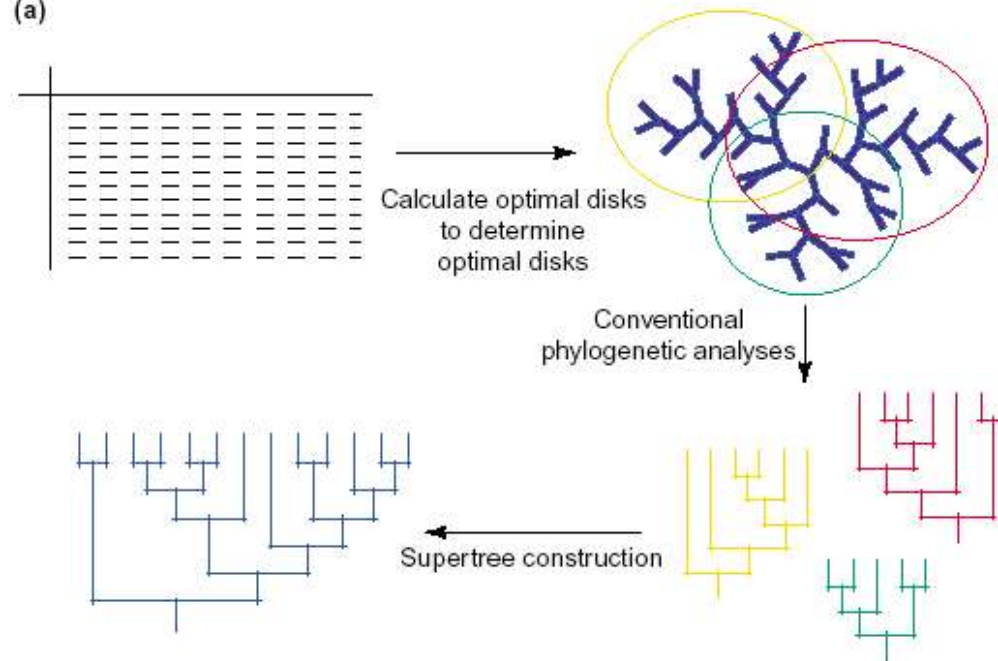 (a)
Calculate optimal disks
to determine
optimal disks
Conventional
phylogenetic analyses
Supertree construction